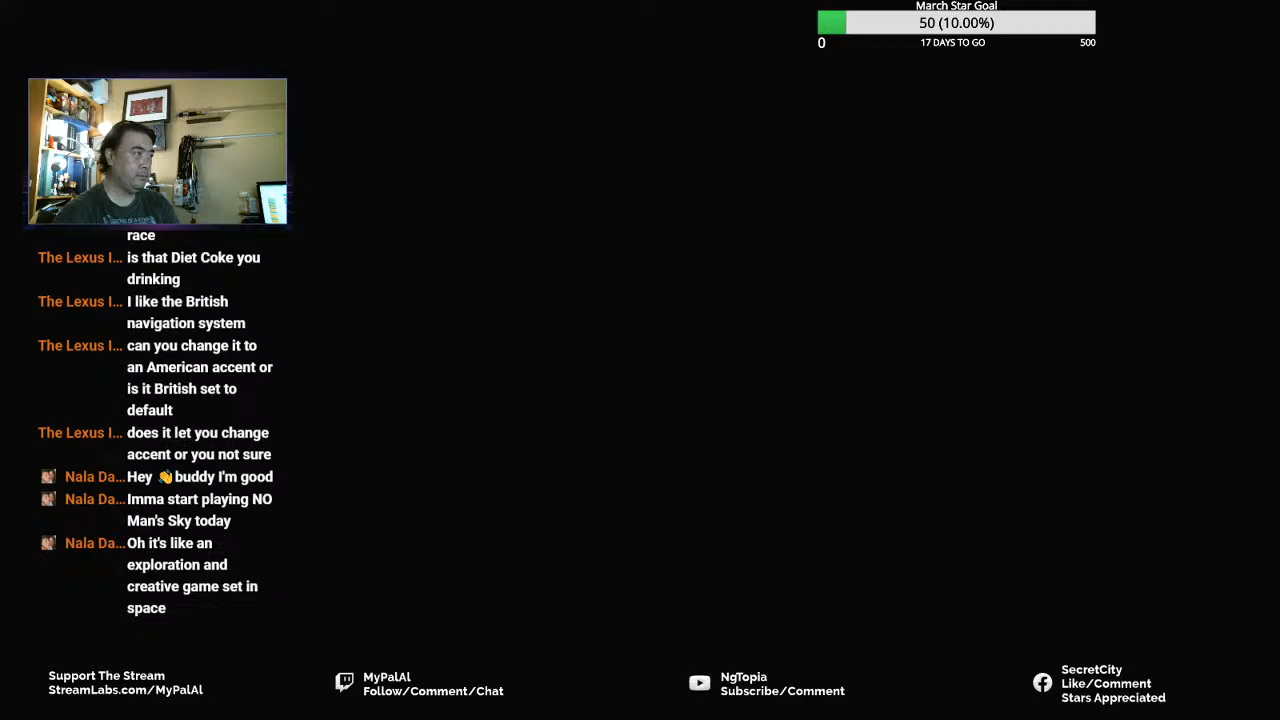 March Star Goal
50 (10.00%)
0
17 DAYS TO GO
500
race
The Lexus I... is that Diet Coke you
drinking
The Lexus I... I like the British
navigation system
The Lexus I... can you change it to
an American accent or
is it British set to
default
The Lexus I... does it let you change
accent or you not sure
Nala Da... Hey 👋 buddy I'm good
Nala Da... Imma start playing NO
Man's Sky today
Nala Da... Oh it's like an
exploration and
creative game set in
space
Support The Stream
StreamLabs.com/MyPalAl
MyPalAl
Follow/Comment/Chat
NgTopia
Subscribe/Comment
SecretCity
Like/Comment
Stars Appreciated